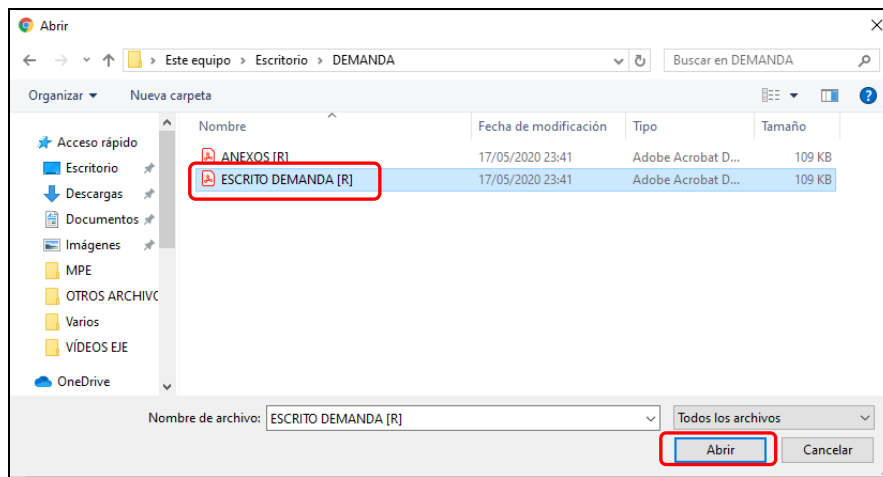 Abrir
Este equipo > Escritorio > DEMANDA
Buscar en DEMANDA
Organizar
Nueva carpeta
Nombre
Fecha de modificación
Tipo
Tamaño
ANEXOS [R]
17/05/2020 23:41
Adobe Acrobat D...
109 KB
ESCRITO DEMANDA [R]
17/05/2020 23:41
Adobe Acrobat D...
109 KB
Acceso rápido
Escritorio
Descargas
Documentos
Imágenes
MPE
OTROS ARCHIVO
Varios
VÍDEOS EJE
OneDrive
Nombre de archivo:
ESCRITO DEMANDA [R]
Todos los archivos
Abrir
Cancelar